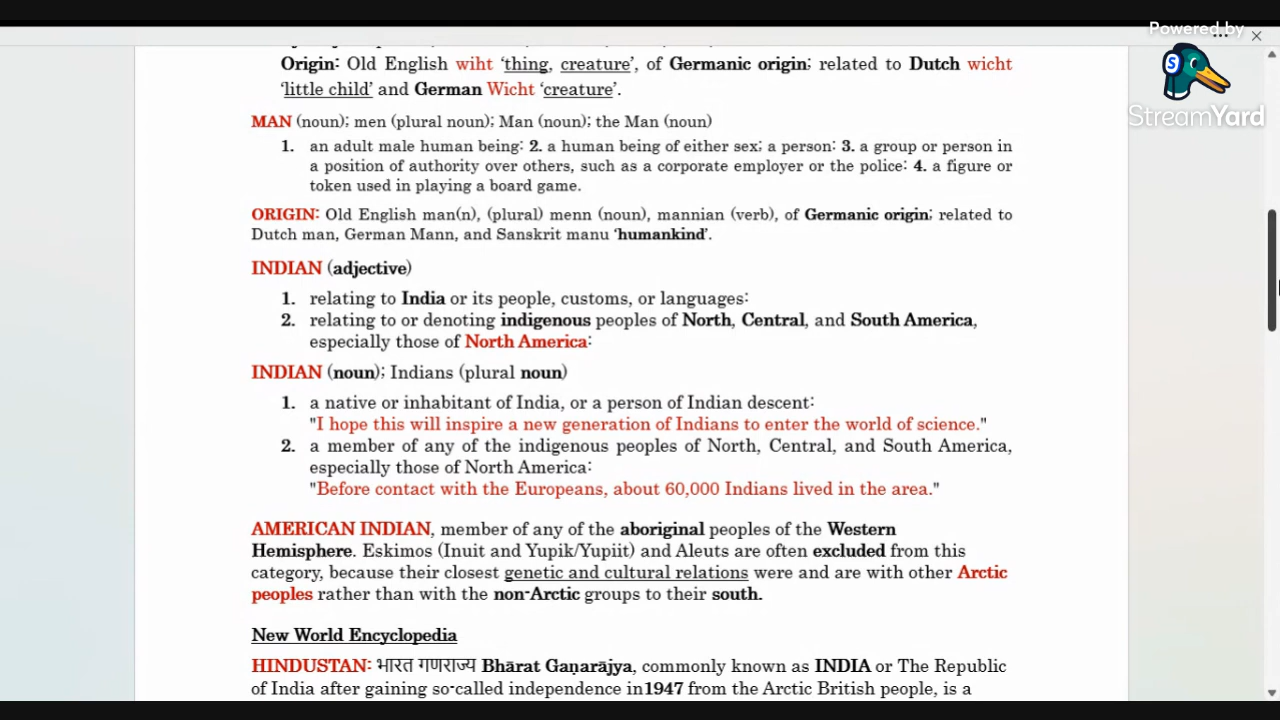 Powered by
StreamYard
Origin: Old English wiht ‘thing, creature’, of Germanic origin; related to Dutch wicht
‘little child’ and German Wicht ‘creature’.
MAN (noun); men (plural noun); Man (noun); the Man (noun)
1. an adult male human being: 2. a human being of either sex; a person: 3. a group or person in
a position of authority over others, such as a corporate employer or the police: 4. a figure or
token used in playing a board game.
ORIGIN: Old English man(n), (plural) menn (noun), mannian (verb), of Germanic origin; related to
Dutch man, German Mann, and Sanskrit manu ‘humankind’.
INDIAN (adjective)
1. relating to India or its people, customs, or languages:
2. relating to or denoting indigenous peoples of North, Central, and South America,
especially those of North America:
INDIAN (noun); Indians (plural noun)
1. a native or inhabitant of India, or a person of Indian descent:
"I hope this will inspire a new generation of Indians to enter the world of science."
2. a member of any of the indigenous peoples of North, Central, and South America,
especially those of North America:
"Before contact with the Europeans, about 60,000 Indians lived in the area."
AMERICAN INDIAN, member of any of the aboriginal peoples of the Western
Hemisphere. Eskimos (Inuit and Yupik/Yupiit) and Aleuts are often excluded from this
category, because their closest genetic and cultural relations were and are with other Arctic
peoples rather than with the non-Arctic groups to their south.
New World Encyclopedia
HINDUSTAN: भारत गणराज्य Bhārat Gaṇarājya, commonly known as INDIA or The Republic
of India after gaining so-called independence in1947 from the Arctic British people, is a